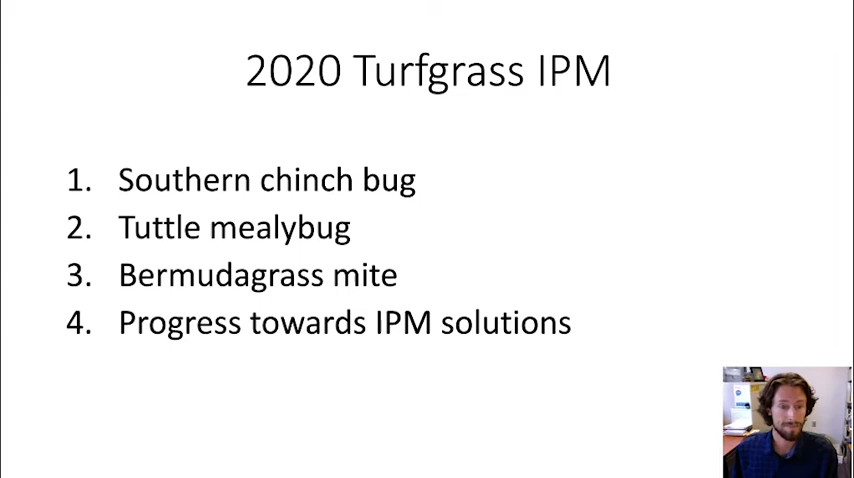 2020 Turfgrass IPM
1. Southern chinch bug
2. Tuttle mealybug
3. Bermudagrass mite
4. Progress towards IPM solutions